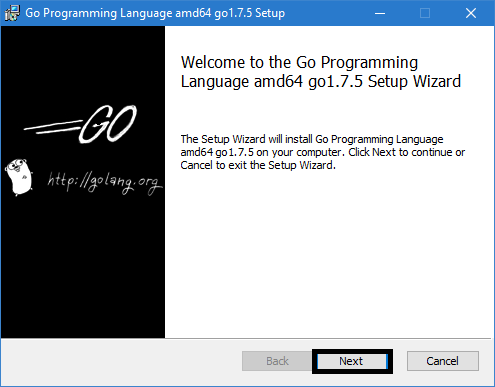 Go Programming Language amd64 go1.7.5 Setup
Welcome to the Go Programming
Language amd64 go1.7.5 Setup Wizard
The Setup Wizard will install Go Programming Language
amd64 go1.7.5 on your computer. Click Next to continue or
Cancel to exit the Setup Wizard.
GO
http://golang.org
Back
Next
Cancel